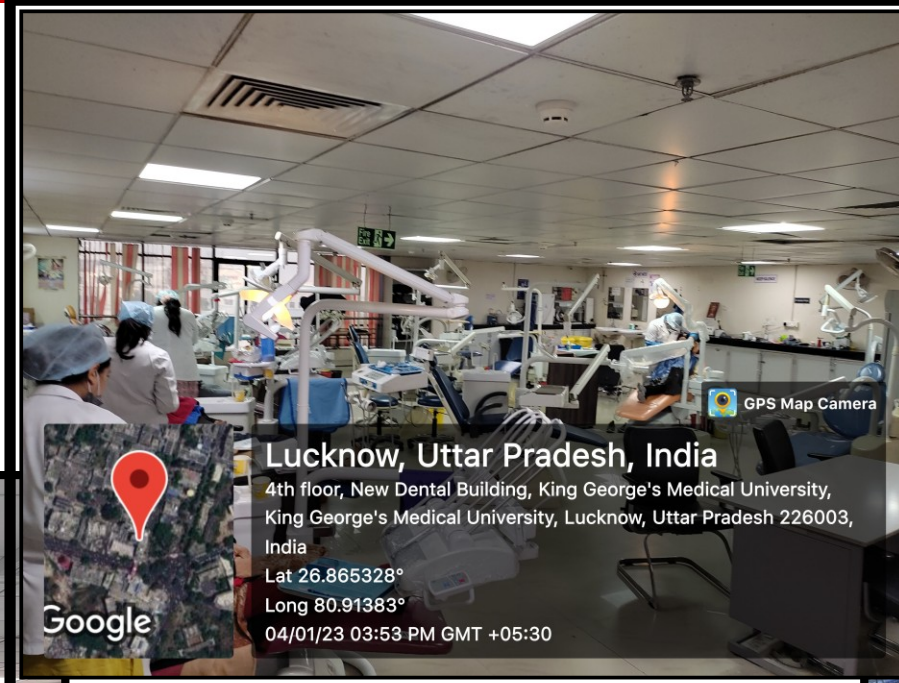 Fire
Exit
GPS Map Camera
Lucknow, Uttar Pradesh, India
4th floor, New Dental Building, King George's Medical University,
King George's Medical University, Lucknow, Uttar Pradesh 226003,
India
Lat 26.865328°
Long 80.91383°
04/01/23 03:53 PM GMT +05:30
Google